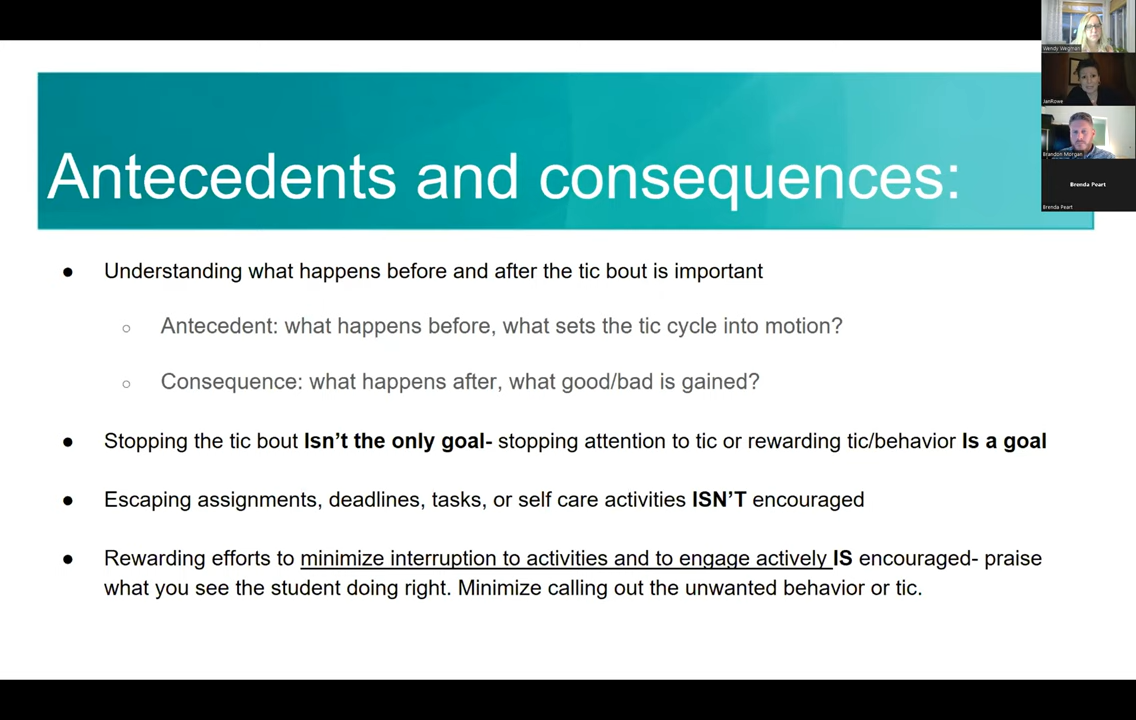 Antecedents and consequences:
● Understanding what happens before and after the tic bout is important
○ Antecedent: what happens before, what sets the tic cycle into motion?
○ Consequence: what happens after, what good/bad is gained?
● Stopping the tic bout Isn't the only goal- stopping attention to tic or rewarding tic/behavior Is a goal
● Escaping assignments, deadlines, tasks, or self care activities ISN'T encouraged
● Rewarding efforts to minimize interruption to activities and to engage actively IS encouraged- praise
what you see the student doing right. Minimize calling out the unwanted behavior or tic.
Wendy
JanRowe
Brandon Morgan
Brenda Peart
Brenda Peart